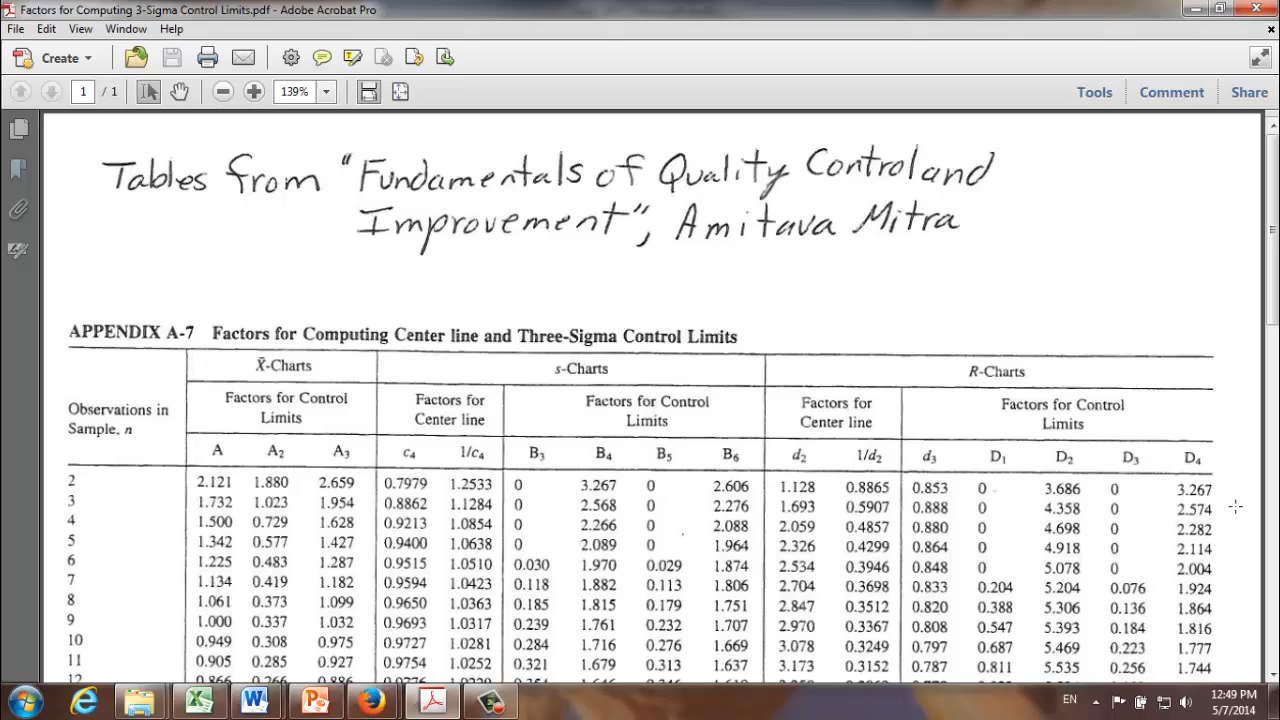 Factors for Computing 3-Sigma Control Limits.pdf - Adobe Acrobat Pro
File Edit View Window Help
Create
1 / 1 139% Tools Comment Share
Tables from "Fundamentals of Quality Control and
Improvement", Amitava Mitra
APPENDIX A-7 Factors for Computing Center line and Three-Sigma Control Limits
X̄-Charts s-Charts R-Charts
Observations in Sample, n Factors for Control Limits Factors for Center line Factors for Control Limits Factors for Center line Factors for Control Limits
A A₂ A₃ c₄ 1/c₄ B₃ B₄ B₅ B₆ d₂ 1/d₂ d₃ D₁ D₂ D₃ D₄
2 2.121 1.880 2.659 0.7979 1.2533 0 3.267 0 2.606 1.128 0.8865 0.853 0 3.686 0 3.267
3 1.732 1.023 1.954 0.8862 1.1284 0 2.568 0 2.276 1.693 0.5907 0.888 0 4.358 0 2.574
4 1.500 0.729 1.628 0.9213 1.0854 0 2.266 0 2.088 2.059 0.4857 0.880 0 4.698 0 2.282
5 1.342 0.577 1.427 0.9400 1.0638 0 2.089 0 1.964 2.326 0.4299 0.864 0 4.918 0 2.114
6 1.225 0.483 1.287 0.9515 1.0510 0.030 1.970 0.029 1.874 2.534 0.3946 0.848 0 5.078 0 2.004
7 1.134 0.419 1.182 0.9594 1.0423 0.118 1.882 0.113 1.806 2.704 0.3698 0.833 0.204 5.204 0.076 1.924
8 1.061 0.373 1.099 0.9650 1.0363 0.185 1.815 0.179 1.751 2.847 0.3512 0.820 0.388 5.306 0.136 1.864
9 1.000 0.337 1.032 0.9693 1.0317 0.239 1.761 0.232 1.707 2.970 0.3367 0.808 0.547 5.393 0.184 1.816
10 0.949 0.308 0.975 0.9727 1.0281 0.284 1.716 0.276 1.669 3.078 0.3249 0.797 0.687 5.469 0.223 1.777
11 0.905 0.285 0.927 0.9754 1.0252 0.321 1.679 0.313 1.637 3.173 0.3152 0.787 0.811 5.535 0.256 1.744
EN 12:49 PM
5/7/2014